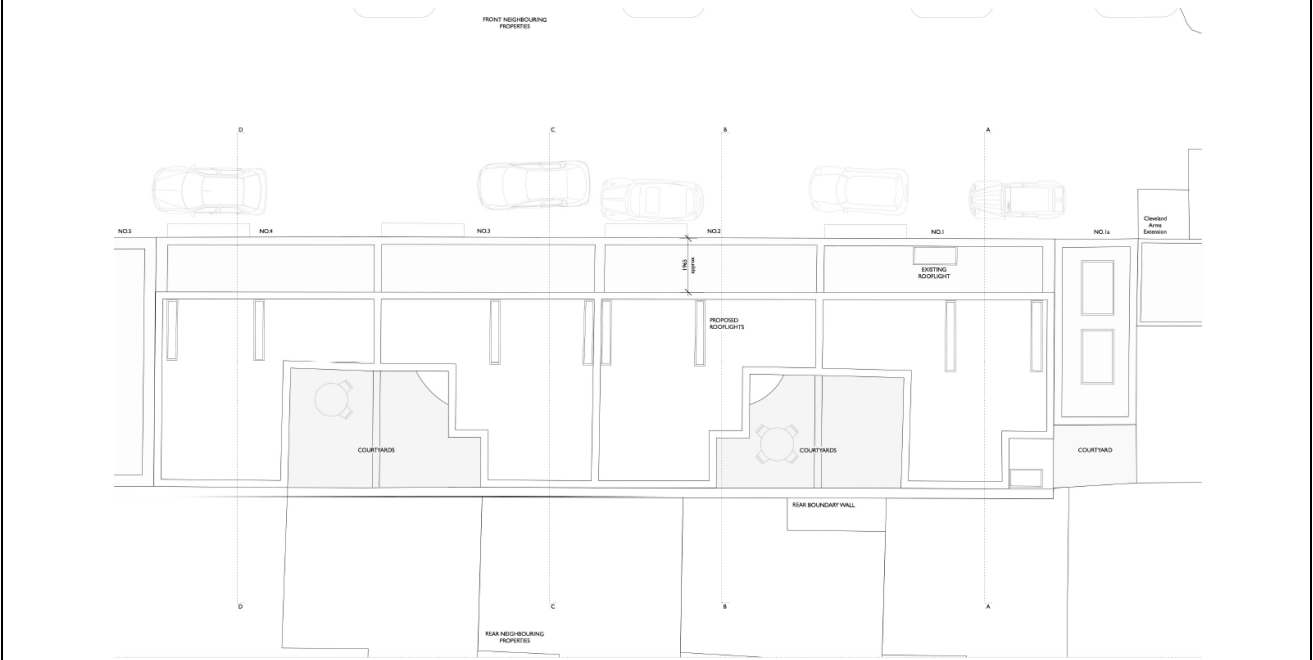 FRONT NEIGHBOURING
PROPERTIES
D
C
B
A
Cleveland
Arms
Extension
NO.5
NO.4
NO.3
NO.2
NO.1
NO.1a
1965
approx
EXISTING
ROOFLIGHT
PROPOSED
ROOFLIGHTS
COURTYARDS
COURTYARDS
COURTYARD
REAR BOUNDARY WALL
D
C
B
A
REAR NEIGHBOURING
PROPERTIES